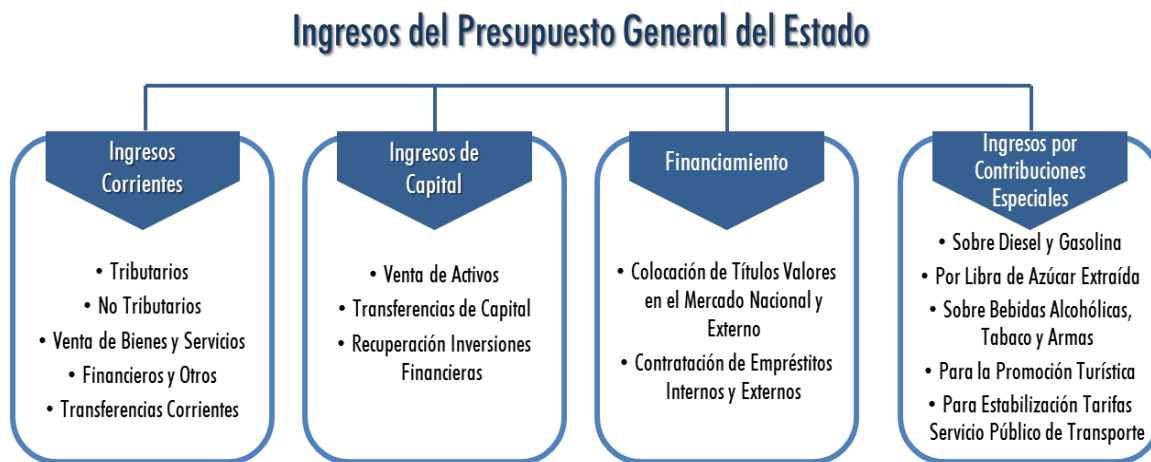 Ingresos del Presupuesto General del Estado
Ingresos
Corrientes
• Tributarios
• No Tributarios
• Venta de Bienes y Servicios
• Financieros y Otros
• Transferencias Corrientes
Ingresos de
Capital
• Venta de Activos
• Transferencias de Capital
• Recuperación Inversiones
Financieras
Financiamiento
• Colocación de Títulos Valores
en el Mercado Nacional y
Externo
• Contratación de Empréstitos
Internos y Externos
Ingresos por
Contribuciones
Especiales
• Sobre Diesel y Gasolina
• Por Libra de Azúcar Extraída
• Sobre Bebidas Alcohólicas,
Tabaco y Armas
• Para la Promoción Turística
• Para Estabilización Tarifas
Servicio Público de Transporte